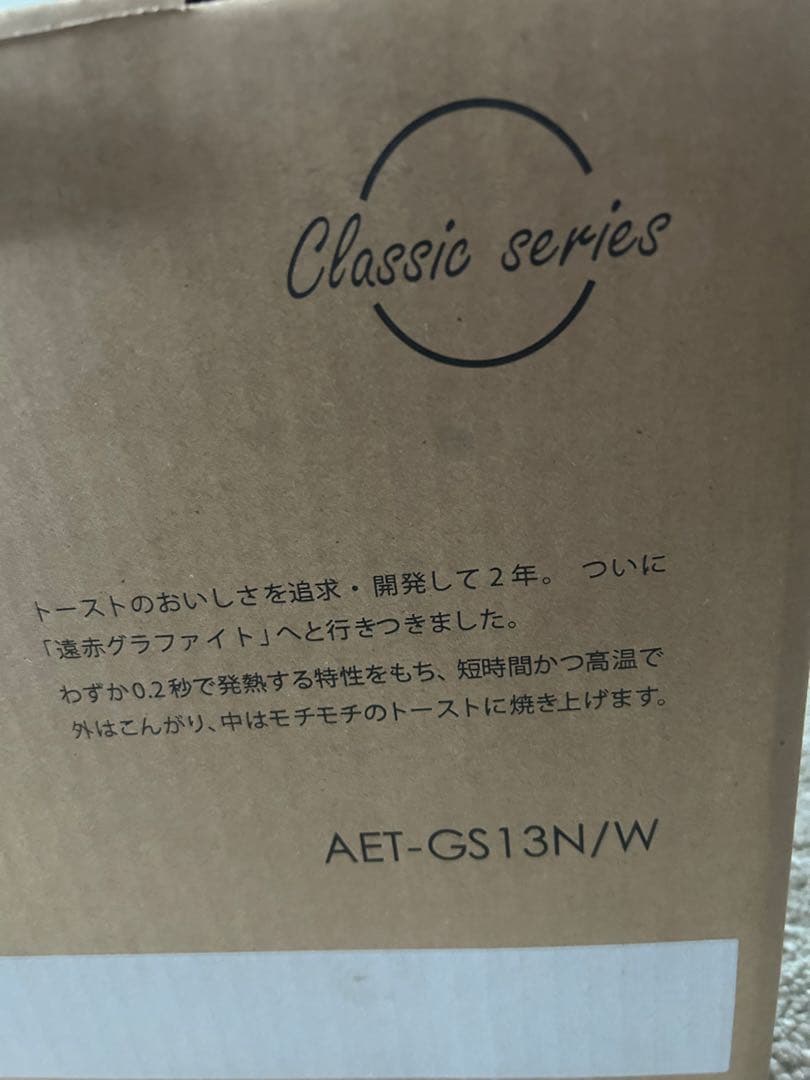 Classic series
トーストのおいしさを追求・開発して2年。 ついに
「遠赤グラファイト」へと行きつきました。
わずか0.2秒で発熱する特性をもち、短時間かつ高温で
外はこんがり、中はモチモチのトーストに焼き上げます。
AET-GS13N/W